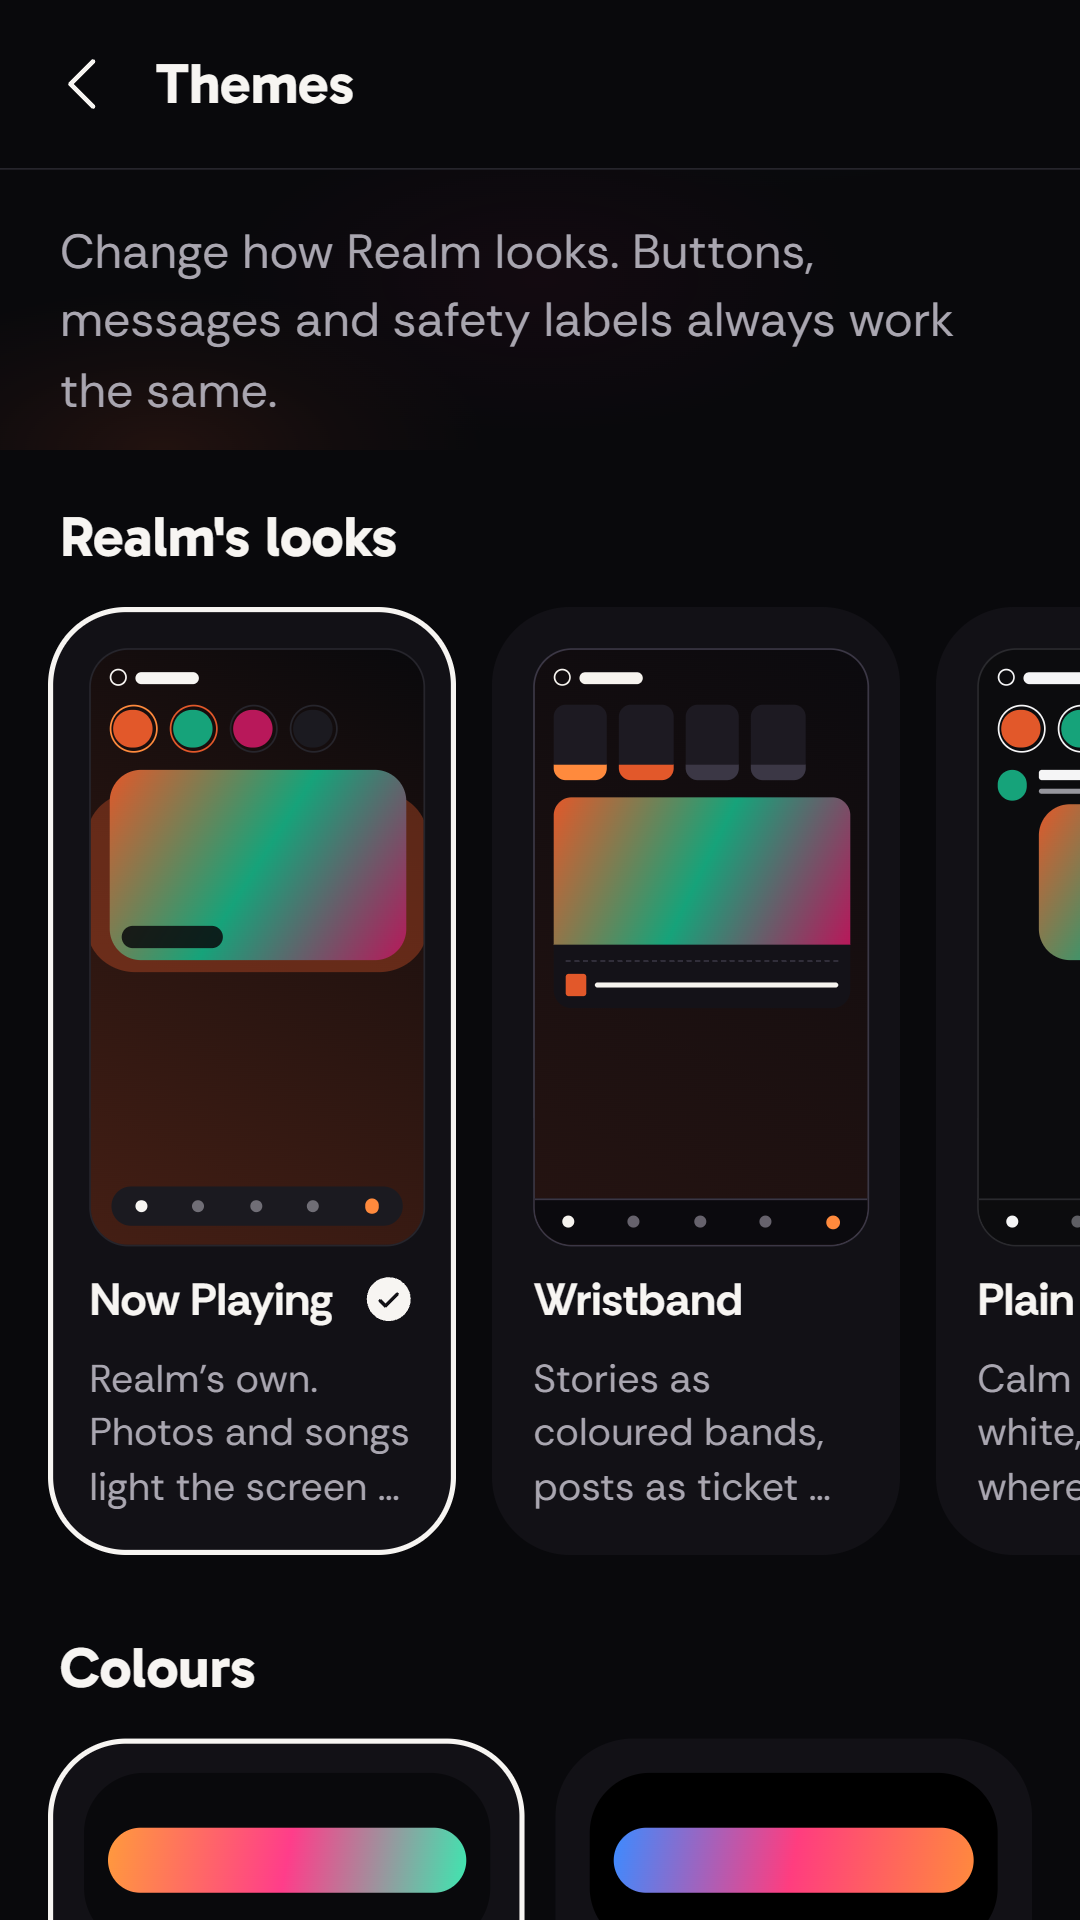 Themes
Change how Realm looks. Buttons,
messages and safety labels always work
the same.
Realm's looks
Now Playing
Realm’s own.
Photos and songs
light the screen ...
Wristband
Stories as
coloured bands,
posts as ticket ...
Plain
Calm
white,
where
Colours